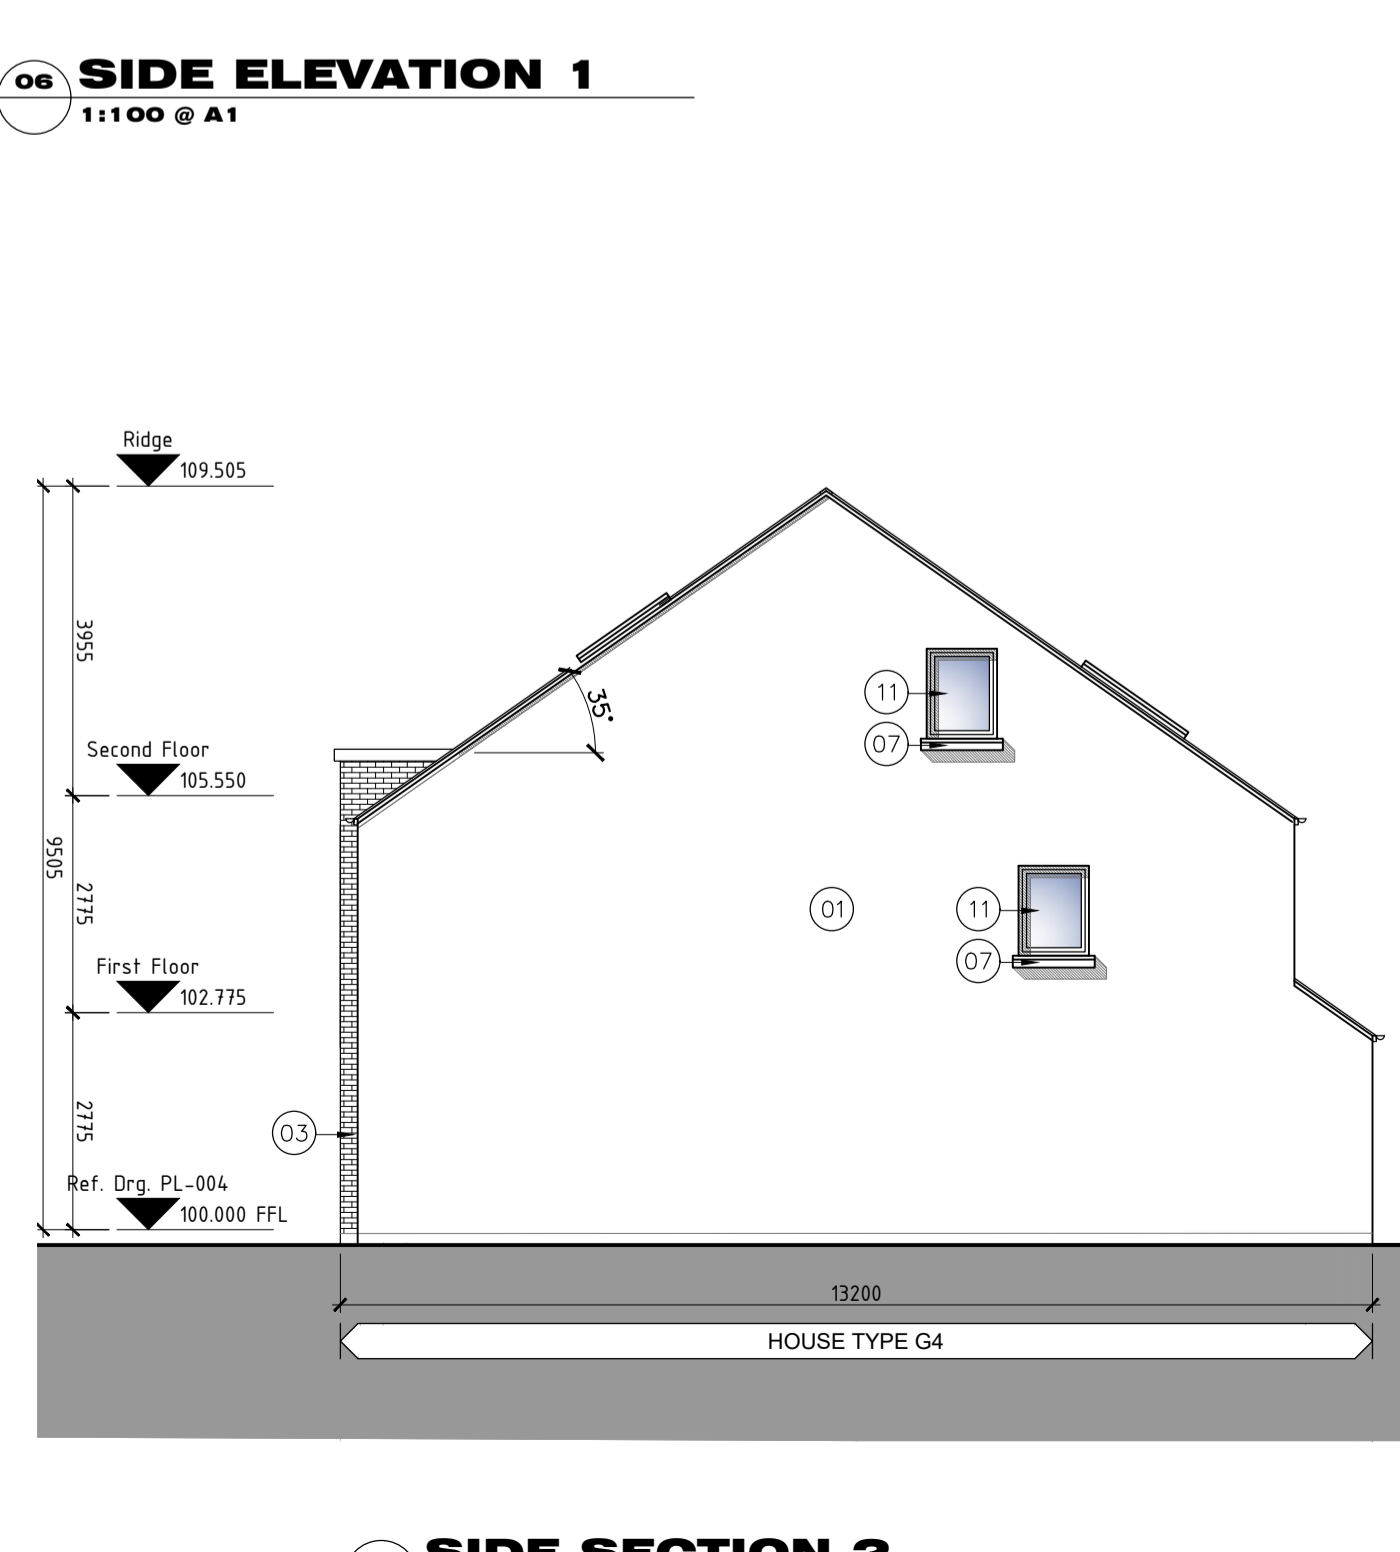 06 SIDE ELEVATION 1
1:100 @ A1
Ridge
109.505
3955
35°
11
07
Second Floor
105.550
9505
2775
01
11
07
First Floor
102.775
2775
03
Ref. Drg. PL-004
100.000 FFL
13200
HOUSE TYPE G4
SIDE SECTION